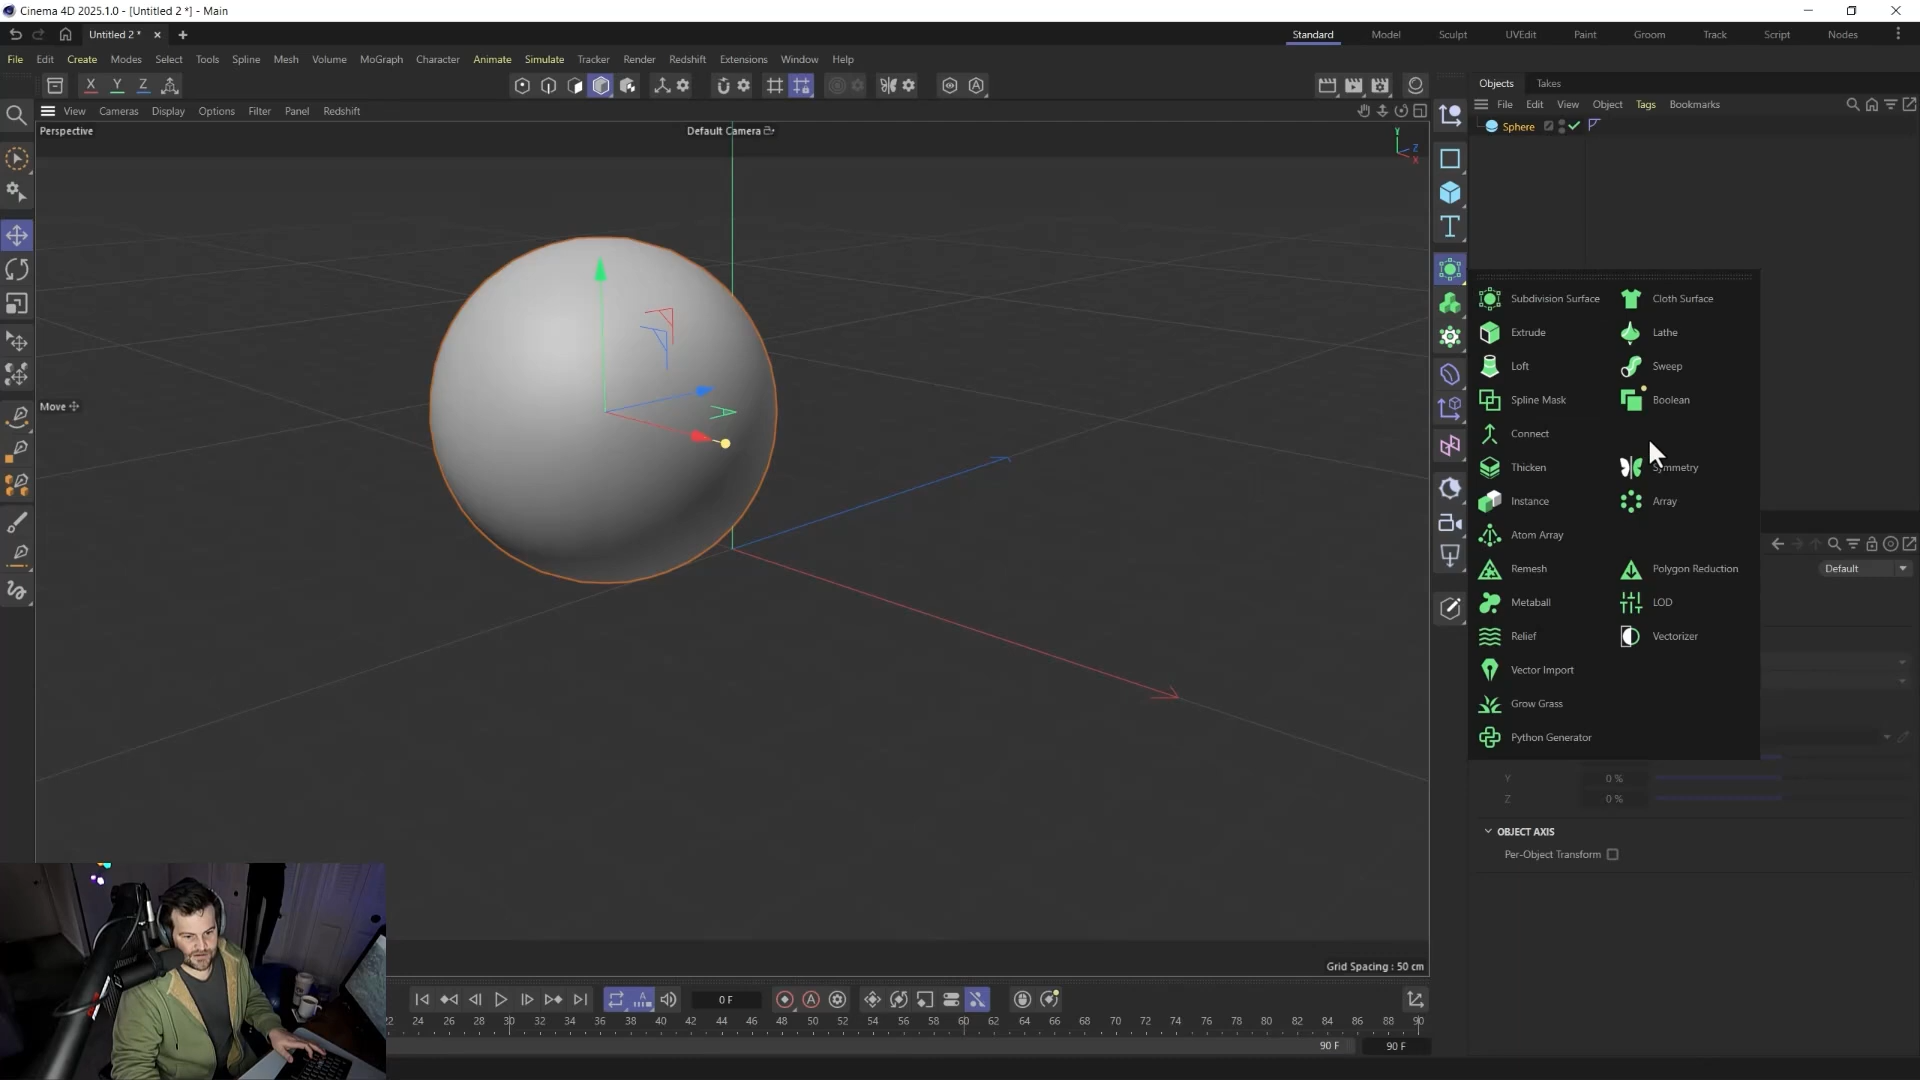 Cinema 4D 2025.1.0 - [Untitled 2 *] - Main
Untitled 2 *
Standard Model Sculpt UVEdit Paint Groom Track Script Nodes
File Edit Create Modes Select Tools Spline Mesh Volume MoGraph Character Animate Simulate Tracker Render Redshift Extensions Window Help
X Y Z
Objects Takes
View Cameras Display Options Filter Panel Redshift
File Edit View Object Tags Bookmarks
Perspective
Default Camera
Y
Z
X
Sphere
Subdivision Surface Cloth Surface
Extrude Lathe
Loft Sweep
Spline Mask Boolean
Move
Connect
Thicken Symmetry
Instance Array
Atom Array
Remesh Polygon Reduction
Default
Metaball LOD
Relief Vectorizer
Vector Import
Grow Grass
Python Generator
Y 0 %
Z 0 %
OBJECT AXIS
Per-Object Transform
Grid Spacing : 50 cm
0 F
22 24 26 28 30 32 34 36 38 40 42 44 46 48 50 52 54 56 58 60 62 64 66 68 70 72 74 76 78 80 82 84 86 88 90
90 F 90 F